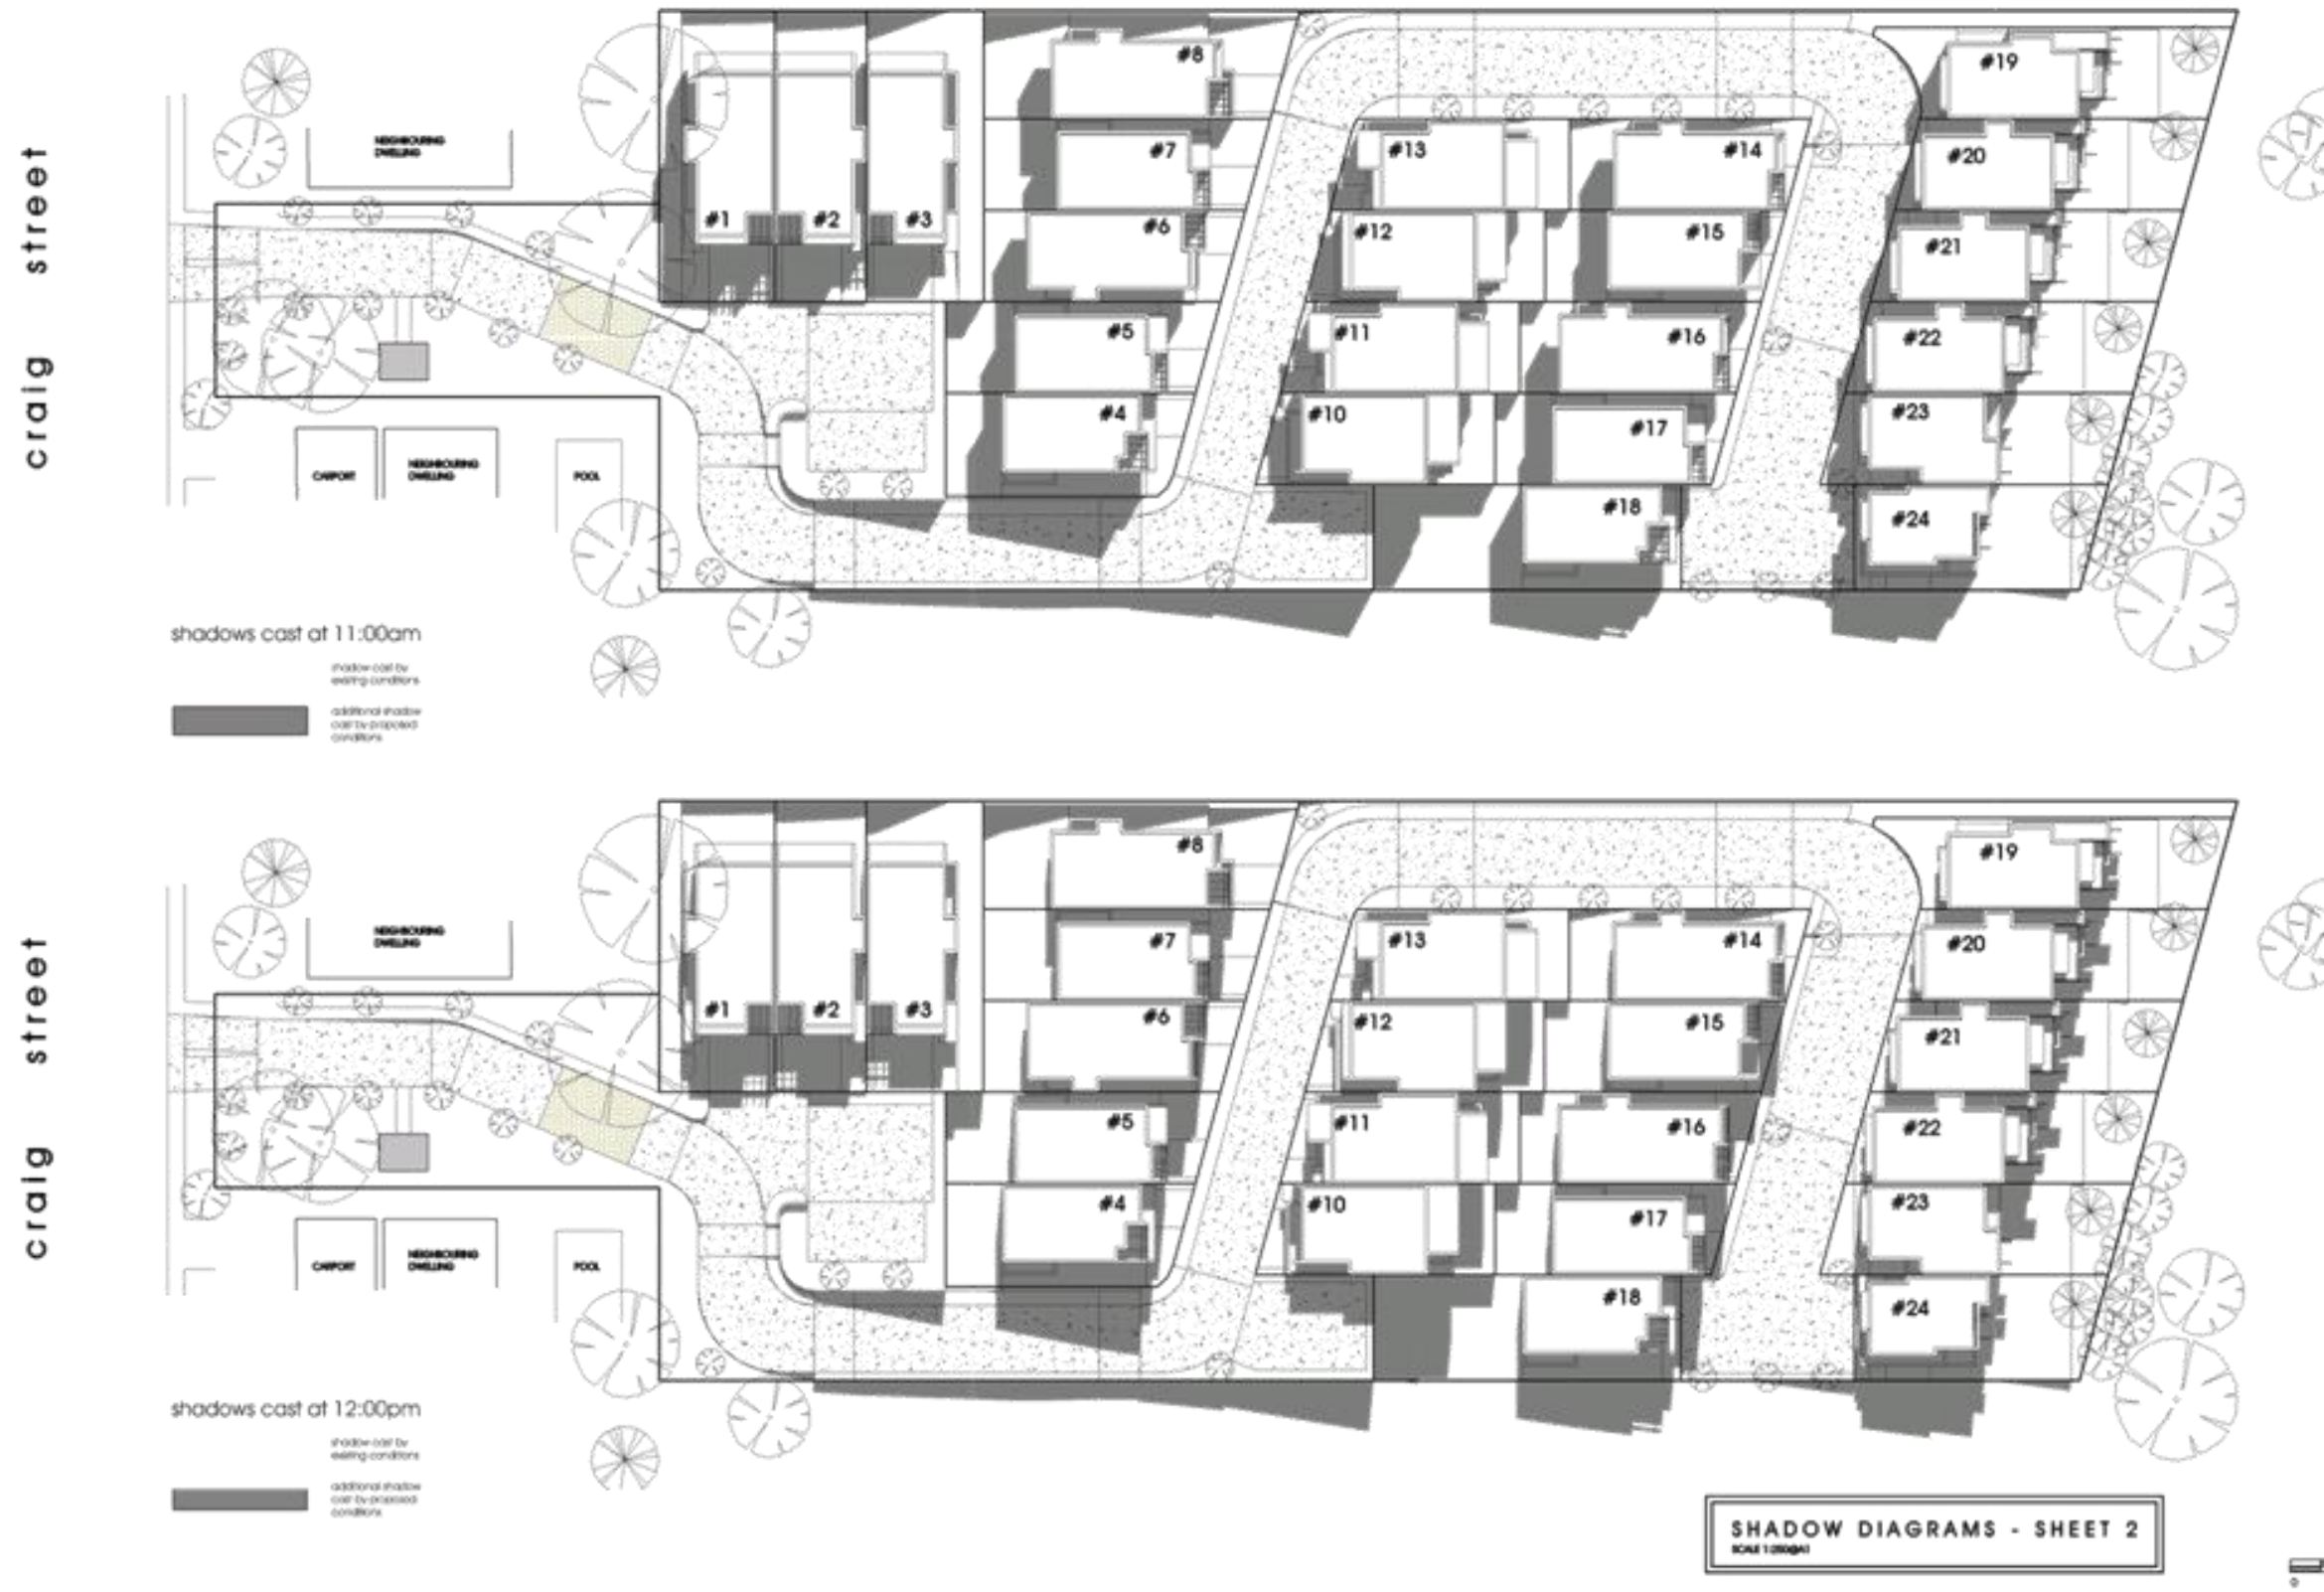 craig street
NEIGHBOURING
DWELLING
#1
#2
#3
#8
#7
#6
#5
#4
#13
#12
#11
#10
#14
#15
#16
#17
#18
#19
#20
#21
#22
#23
#24
CARPORT
NEIGHBOURING
DWELLING
POOL
shadows cast at 11:00am
shadow cast by
existing conditions
additional shadow
cast by proposed
conditions
craig street
NEIGHBOURING
DWELLING
#1
#2
#3
#8
#7
#6
#5
#4
#13
#12
#11
#10
#14
#15
#16
#17
#18
#19
#20
#21
#22
#23
#24
CARPORT
NEIGHBOURING
DWELLING
POOL
shadows cast at 12:00pm
shadow cast by
existing conditions
additional shadow
cast by proposed
conditions
SHADOW DIAGRAMS - SHEET 2
SCALE 1:250@A1
0